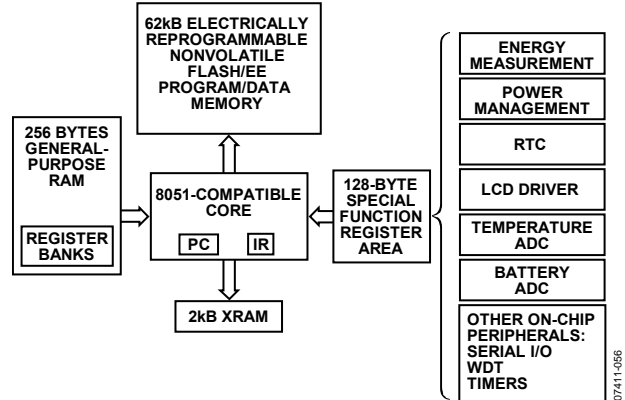 62kB ELECTRICALLY
REPROGRAMMABLE
NONVOLATILE
FLASH/EE
PROGRAM/DATA
MEMORY
256 BYTES
GENERAL-
PURPOSE
RAM
REGISTER
BANKS
8051-COMPATIBLE
CORE
PC
IR
2kB XRAM
128-BYTE
SPECIAL
FUNCTION
REGISTER
AREA
ENERGY
MEASUREMENT
POWER
MANAGEMENT
RTC
LCD DRIVER
TEMPERATURE
ADC
BATTERY
ADC
OTHER ON-CHIP
PERIPHERALS:
SERIAL I/O
WDT
TIMERS
07411-056